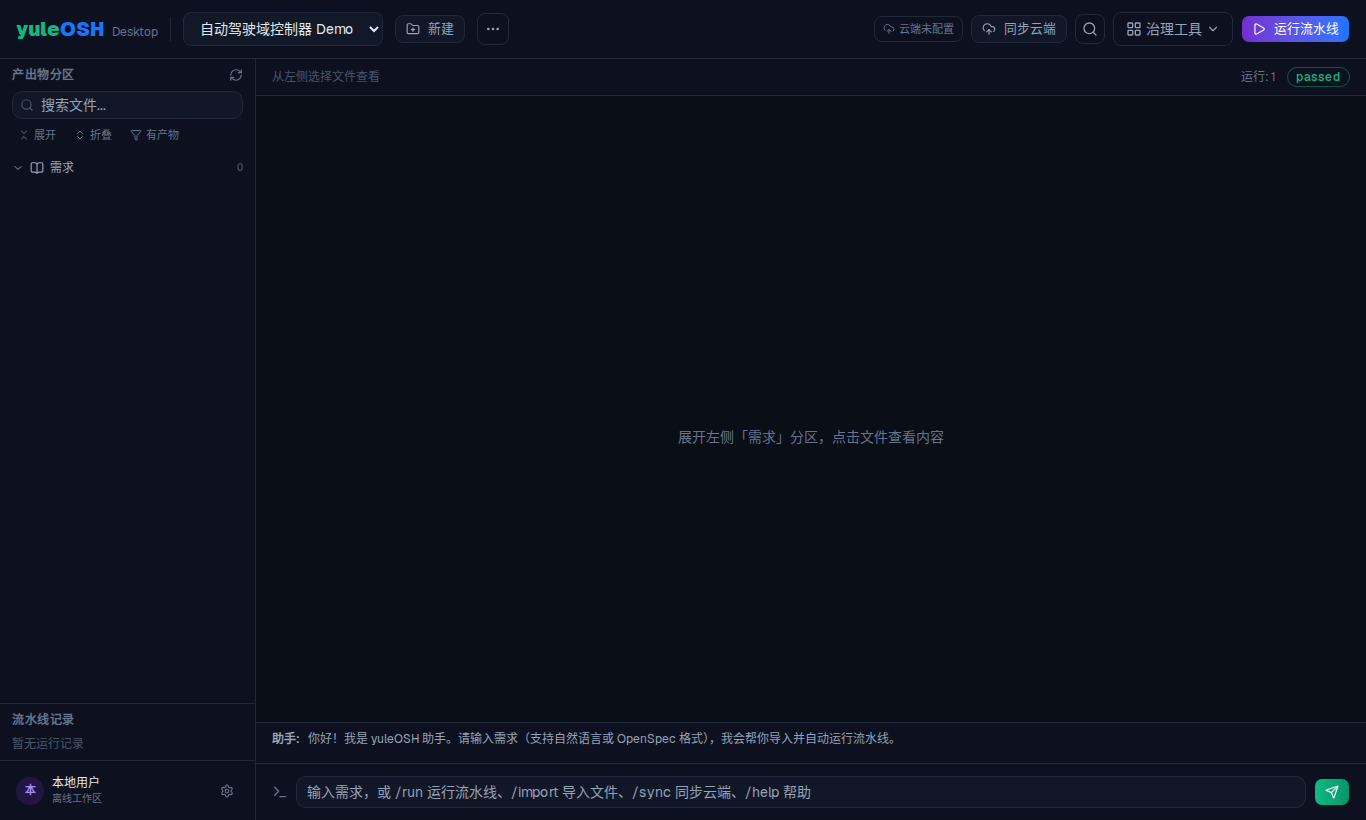 yuleOSH Desktop 自动驾驶域控制器 Demo 新建 云端未配置 同步云端 治理工具 运行流水线
产出物分区
从左侧选择文件查看 运行: 1 passed
搜索文件...
展开 折叠 有产物
需求 0
展开左侧「需求」分区，点击文件查看内容
流水线记录
暂无运行记录
助手: 你好！我是 yuleOSH 助手。请输入需求（支持自然语言或 OpenSpec 格式），我会帮你导入并自动运行流水线。
本 本地用户
离线工作区
输入需求，或 /run 运行流水线、/import 导入文件、/sync 同步云端、/help 帮助